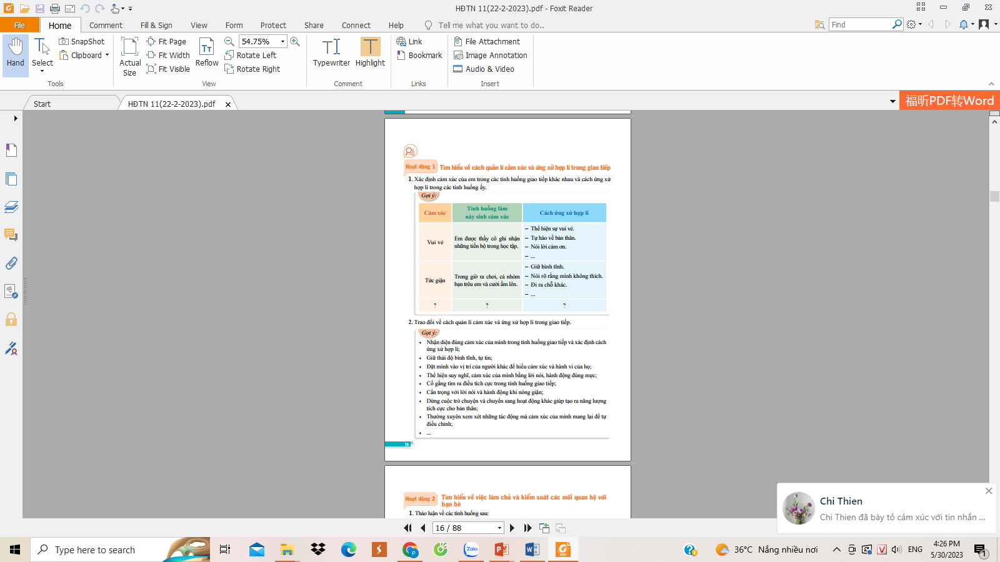 HĐTN 11(22-2-2023).pdf - Foxit Reader
File Home Comment Fill & Sign View Form Protect Share Connect Help Tell me what you want to do.. Find
Hand
Select
SnapShot
Clipboard
Tools
Actual Size
Fit Page
Fit Width
Fit Visible
Reflow
54.75%
Rotate Left
Rotate Right
View
Typewriter
Highlight
Comment
Link
Bookmark
Links
File Attachment
Image Annotation
Audio & Video
Insert
Start
HĐTN 11(22-2-2023).pdf
福昕PDF转Word
Hoạt động 1 Tìm hiểu về cách quản lí cảm xúc và ứng xử hợp lí trong giao tiếp
1. Xác định cảm xúc của em trong các tình huống giao tiếp khác nhau và cách ứng xử
hợp lí trong các tình huống ấy.
Gợi ý:
Cảm xúc
Tình huống làm
nảy sinh cảm xúc
Cách ứng xử hợp lí
Vui vẻ
Em được thầy cô ghi nhận
những tiến bộ trong học tập.
– Thể hiện sự vui vẻ.
– Tự hào về bản thân.
– Nói lời cảm ơn.
– ...
Tức giận
Trong giờ ra chơi, cả nhóm
bạn trêu em và cười ầm lên.
– Giữ bình tĩnh.
– Nói rõ rằng mình không thích.
– Đi ra chỗ khác.
– ...
? ? ?
2. Trao đổi về cách quản lí cảm xúc và ứng xử hợp lí trong giao tiếp.
Gợi ý:
Nhận diện đúng cảm xúc của mình trong tình huống giao tiếp và xác định cách
ứng xử hợp lí;
Giữ thái độ bình tĩnh, tự tin;
Đặt mình vào vị trí của người khác để hiểu cảm xúc và hành vi của họ;
Thể hiện suy nghĩ, cảm xúc của mình bằng lời nói, hành động đúng mực;
Cố gắng tìm ra điều tích cực trong tình huống giao tiếp;
Cẩn trọng với lời nói và hành động khi nóng giận;
Dừng cuộc trò chuyện và chuyển sang hoạt động khác giúp tạo ra năng lượng
tích cực cho bản thân;
Thường xuyên xem xét những tác động mà cảm xúc của mình mang lại để tự
điều chỉnh;
...
16
Hoạt động 2 Tìm hiểu về việc làm chủ và kiểm soát các mối quan hệ với
bạn bè
1. Thảo luận về các tình huống sau:
Chi Thien
Chi Thien đã bày tỏ cảm xúc với tin nhắn ...
16 / 88
Type here to search
Zalo
36°C Nắng nhiều nơi
ENG
4:26 PM
5/30/2023
1